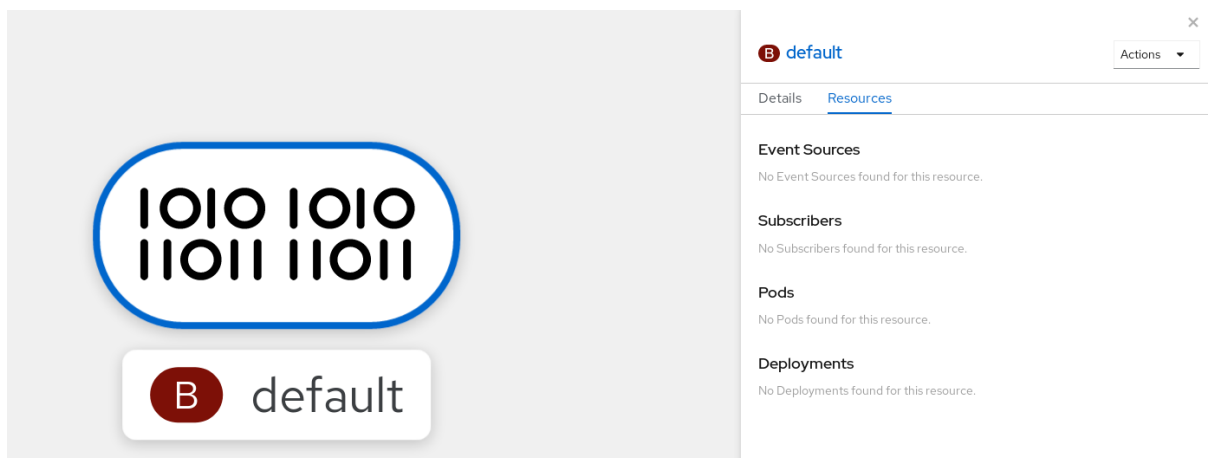 1010 1010
11011 11011
B default
×
B default
Actions
Details Resources
Event Sources
No Event Sources found for this resource.
Subscribers
No Subscribers found for this resource.
Pods
No Pods found for this resource.
Deployments
No Deployments found for this resource.